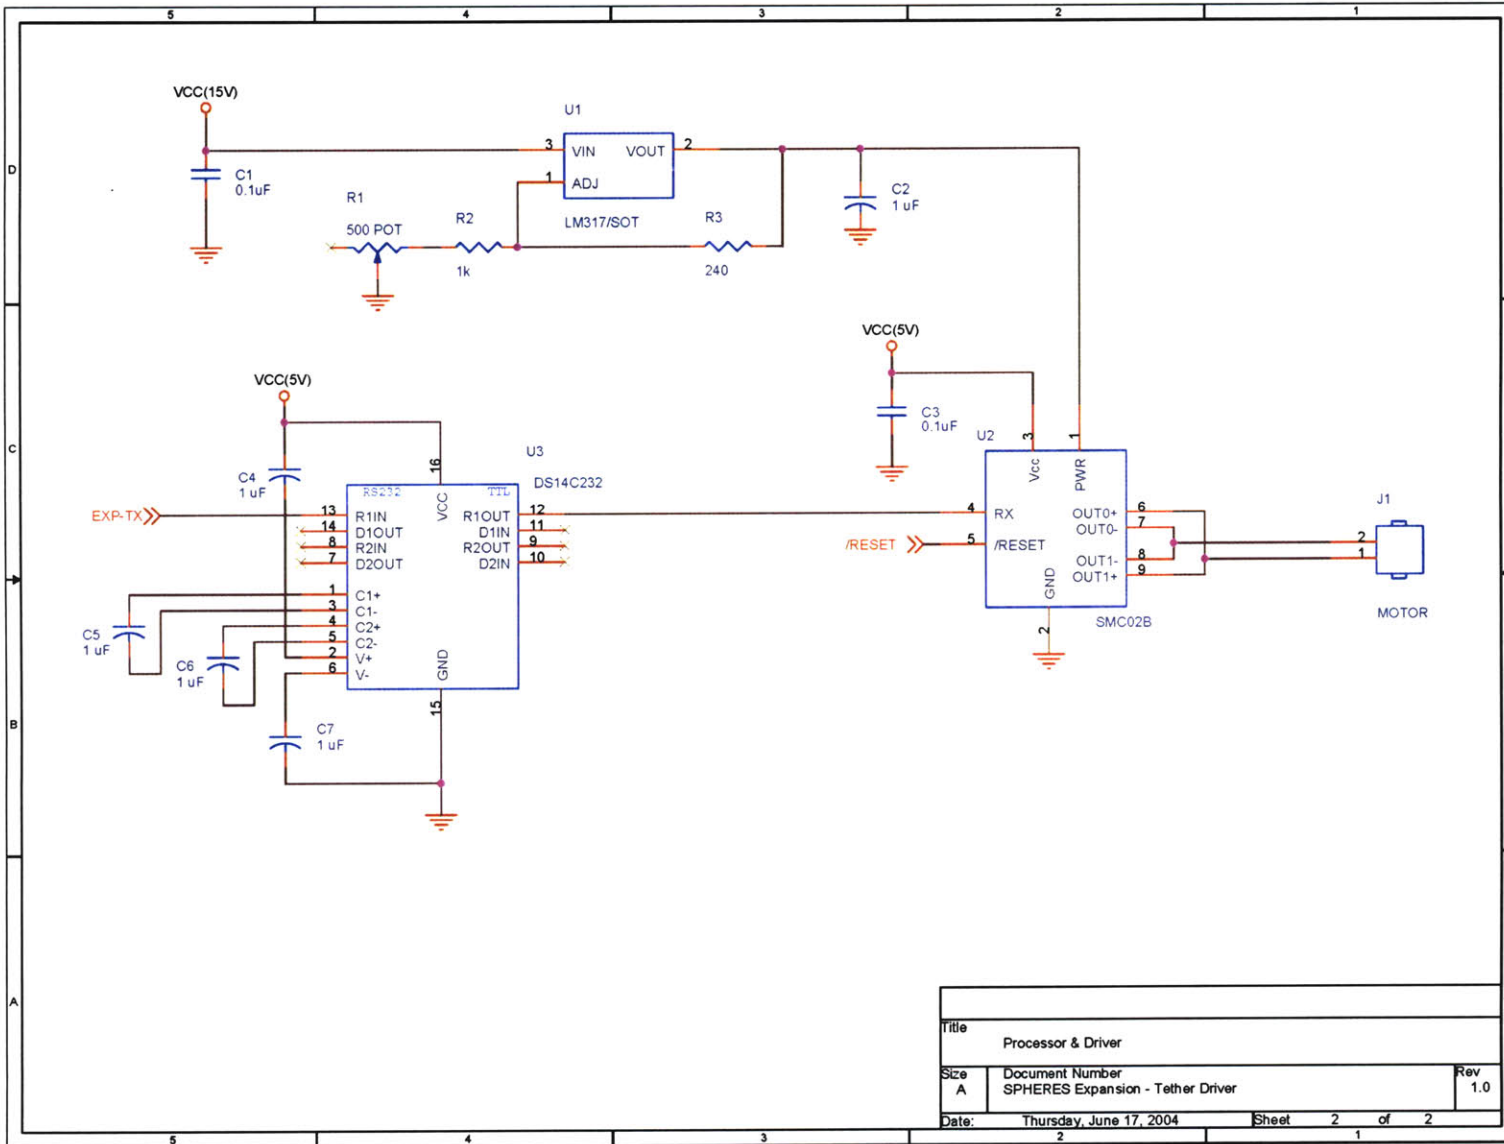 5 4 3 2 1
D
C
B
A
VCC(15V)
C1
0.1uF
R1
500 POT
R2
1k
U1
3 VIN VOUT 2
1 ADJ
LM317/SOT
R3
240
C2
1 uF
VCC(5V)
C3
0.1uF
VCC(5V)
C4
1 uF
U3
DS14C232
16
RS232 TTL
VCC
EXP-TX
13 R1IN R1OUT 12
14 D1OUT D1IN 11
8 R2IN R2OUT 9
7 D2OUT D2IN 10
1 C1+
3 C1-
4 C2+
5 C2-
2 V+
6 V-
GND
15
C5
1 uF
C6
1 uF
C7
1 uF
U2
3 1
Vcc PWR
4 RX OUT0+ 6
OUT0- 7
/RESET 5 /RESET
OUT1- 8
OUT1+ 9
GND
2
SMC02B
J1
2
1
MOTOR
Title
Processor & Driver
Size Document Number Rev
A SPHERES Expansion - Tether Driver 1.0
Date: Thursday, June 17, 2004 Sheet 2 of 2
5 4 3 2 1